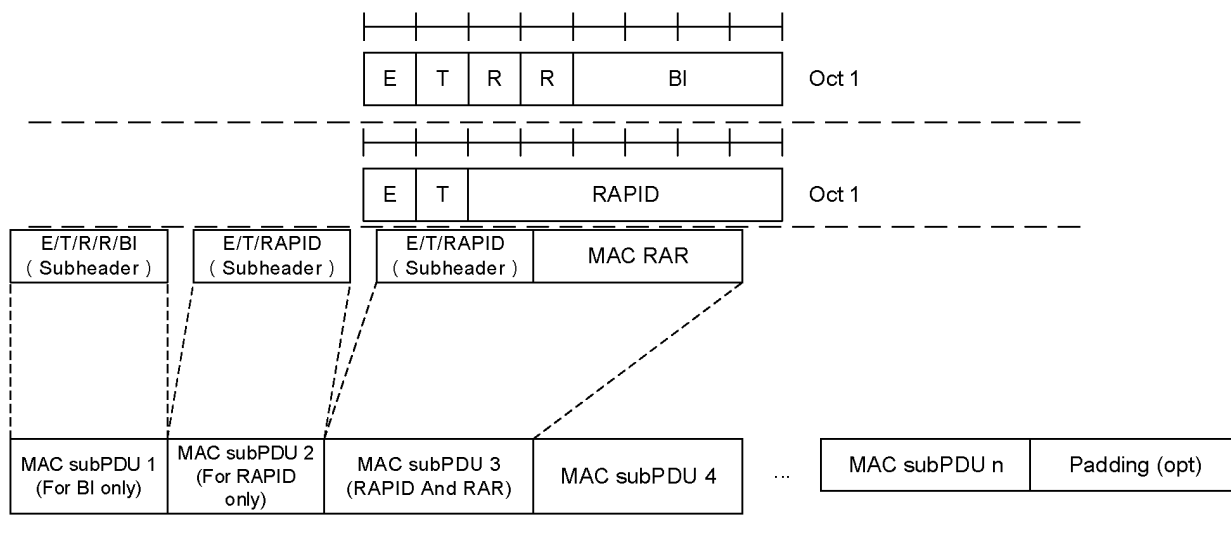 E T R R BI Oct 1
E T RAPID Oct 1
E/T/R/R/BI
（Subheader）
E/T/RAPID
（Subheader）
E/T/RAPID
（Subheader）
MAC RAR
MAC subPDU 1
(For BI only)
MAC subPDU 2
(For RAPID
only)
MAC subPDU 3
(RAPID And RAR)
MAC subPDU 4
...
MAC subPDU n
Padding (opt)